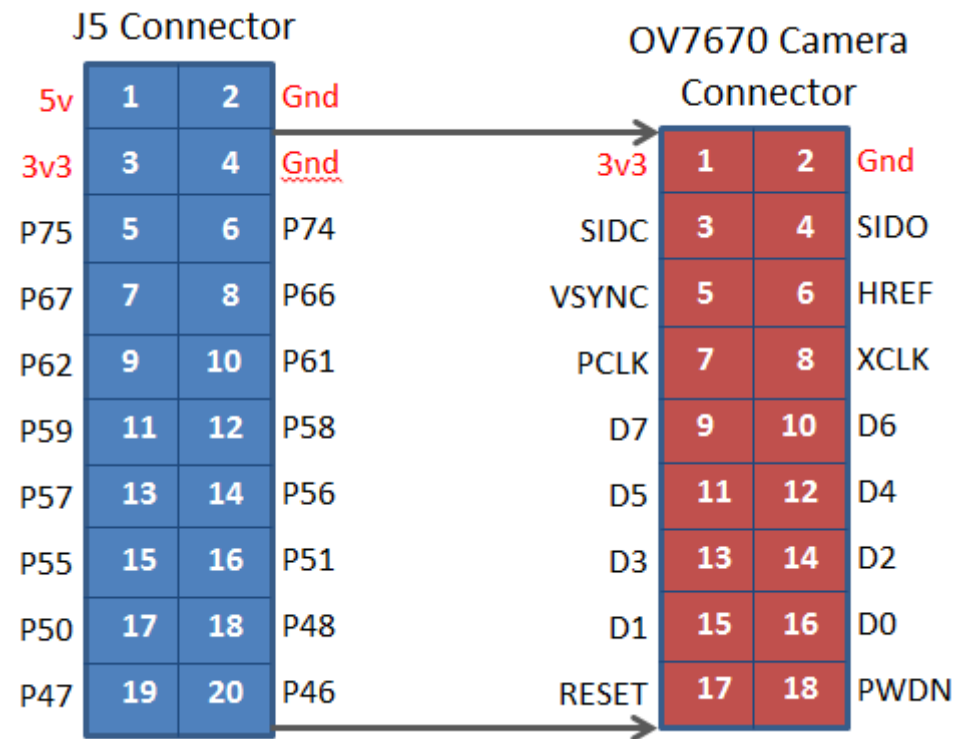 J5 Connector
5v 1 2 Gnd
3v3 3 4 Gnd
P75 5 6 P74
P67 7 8 P66
P62 9 10 P61
P59 11 12 P58
P57 13 14 P56
P55 15 16 P51
P50 17 18 P48
P47 19 20 P46
OV7670 Camera
Connector
3v3 1 2 Gnd
SIDC 3 4 SIDO
VSYNC 5 6 HREF
PCLK 7 8 XCLK
D7 9 10 D6
D5 11 12 D4
D3 13 14 D2
D1 15 16 D0
RESET 17 18 PWDN